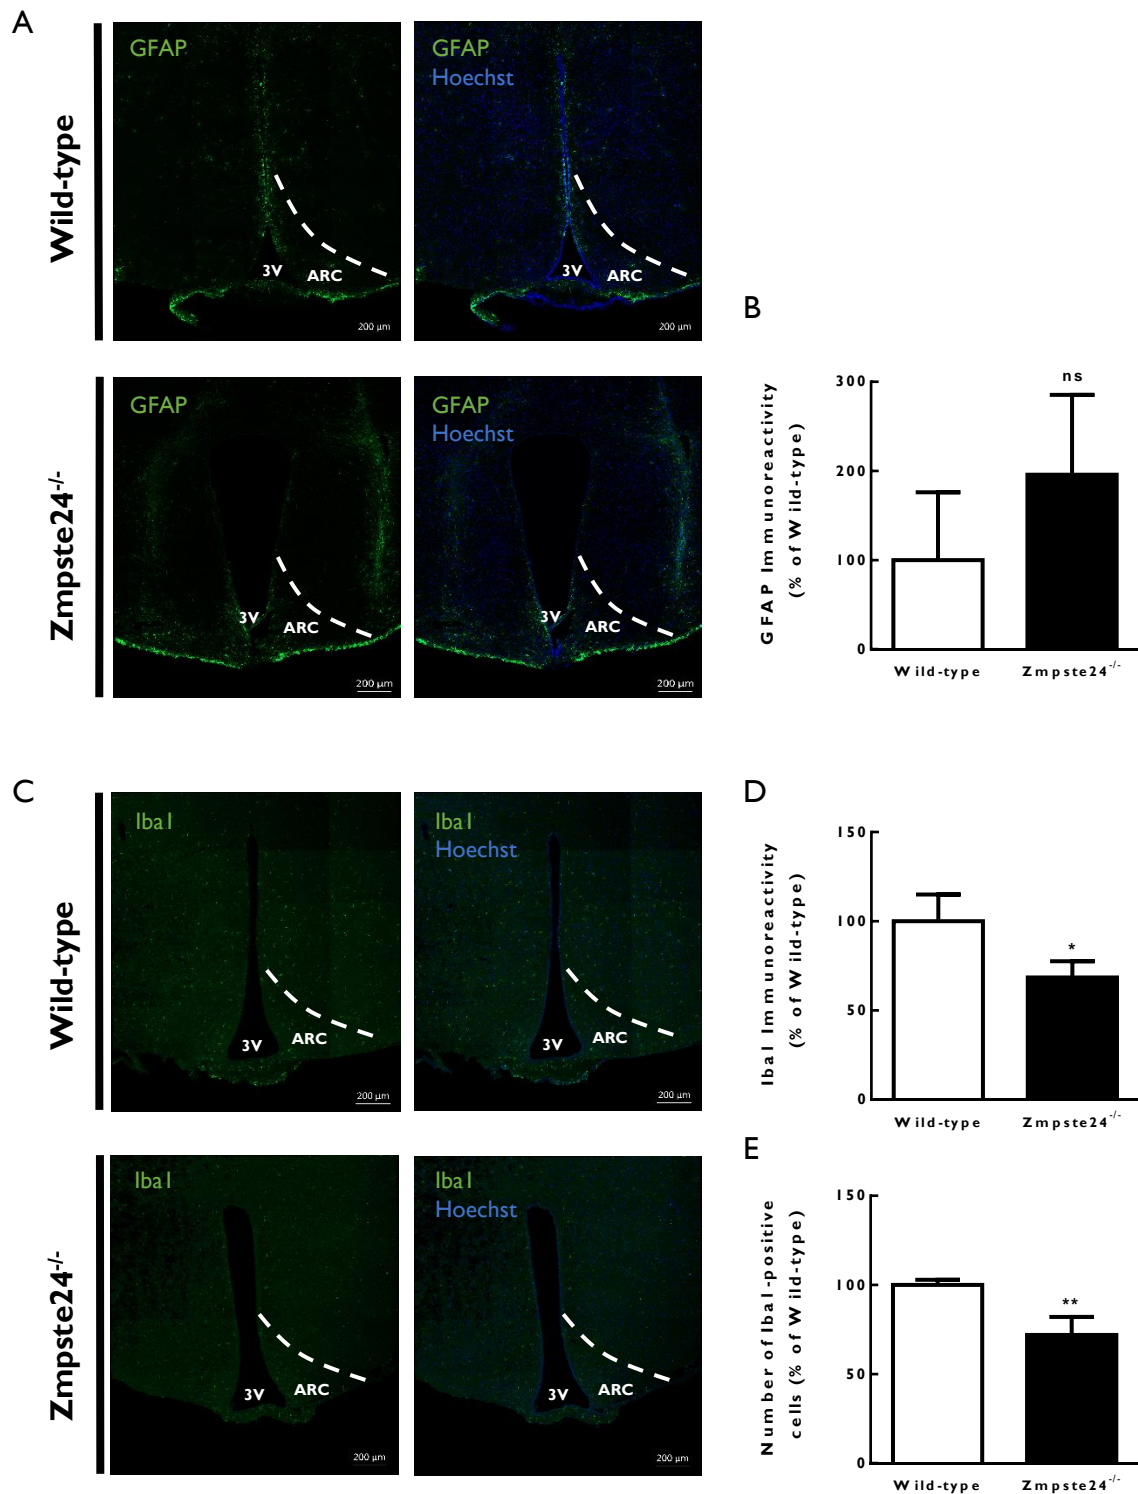 A
Wild-type
GFAP
3V
ARC
200 µm
GFAP
Hoechst
3V
ARC
200 µm
Zmpste24-/-
GFAP
3V
ARC
200 µm
GFAP
Hoechst
3V
ARC
200 µm
B
GFAP Immunoreactivity
(% of Wild-type)
300
200
100
0
ns
Wild-type
Zmpste24-/-
C
Wild-type
Iba1
3V
ARC
200 µm
Iba1
Hoechst
3V
ARC
200 µm
Zmpste24-/-
Iba1
3V
ARC
200 µm
Iba1
Hoechst
3V
ARC
200 µm
D
Iba1 Immunoreactivity
(% of Wild-type)
150
100
50
0
*
Wild-type
Zmpste24-/-
E
Number of Iba1-positive
cells (% of Wild-type)
150
100
50
0
**
Wild-type
Zmpste24-/-